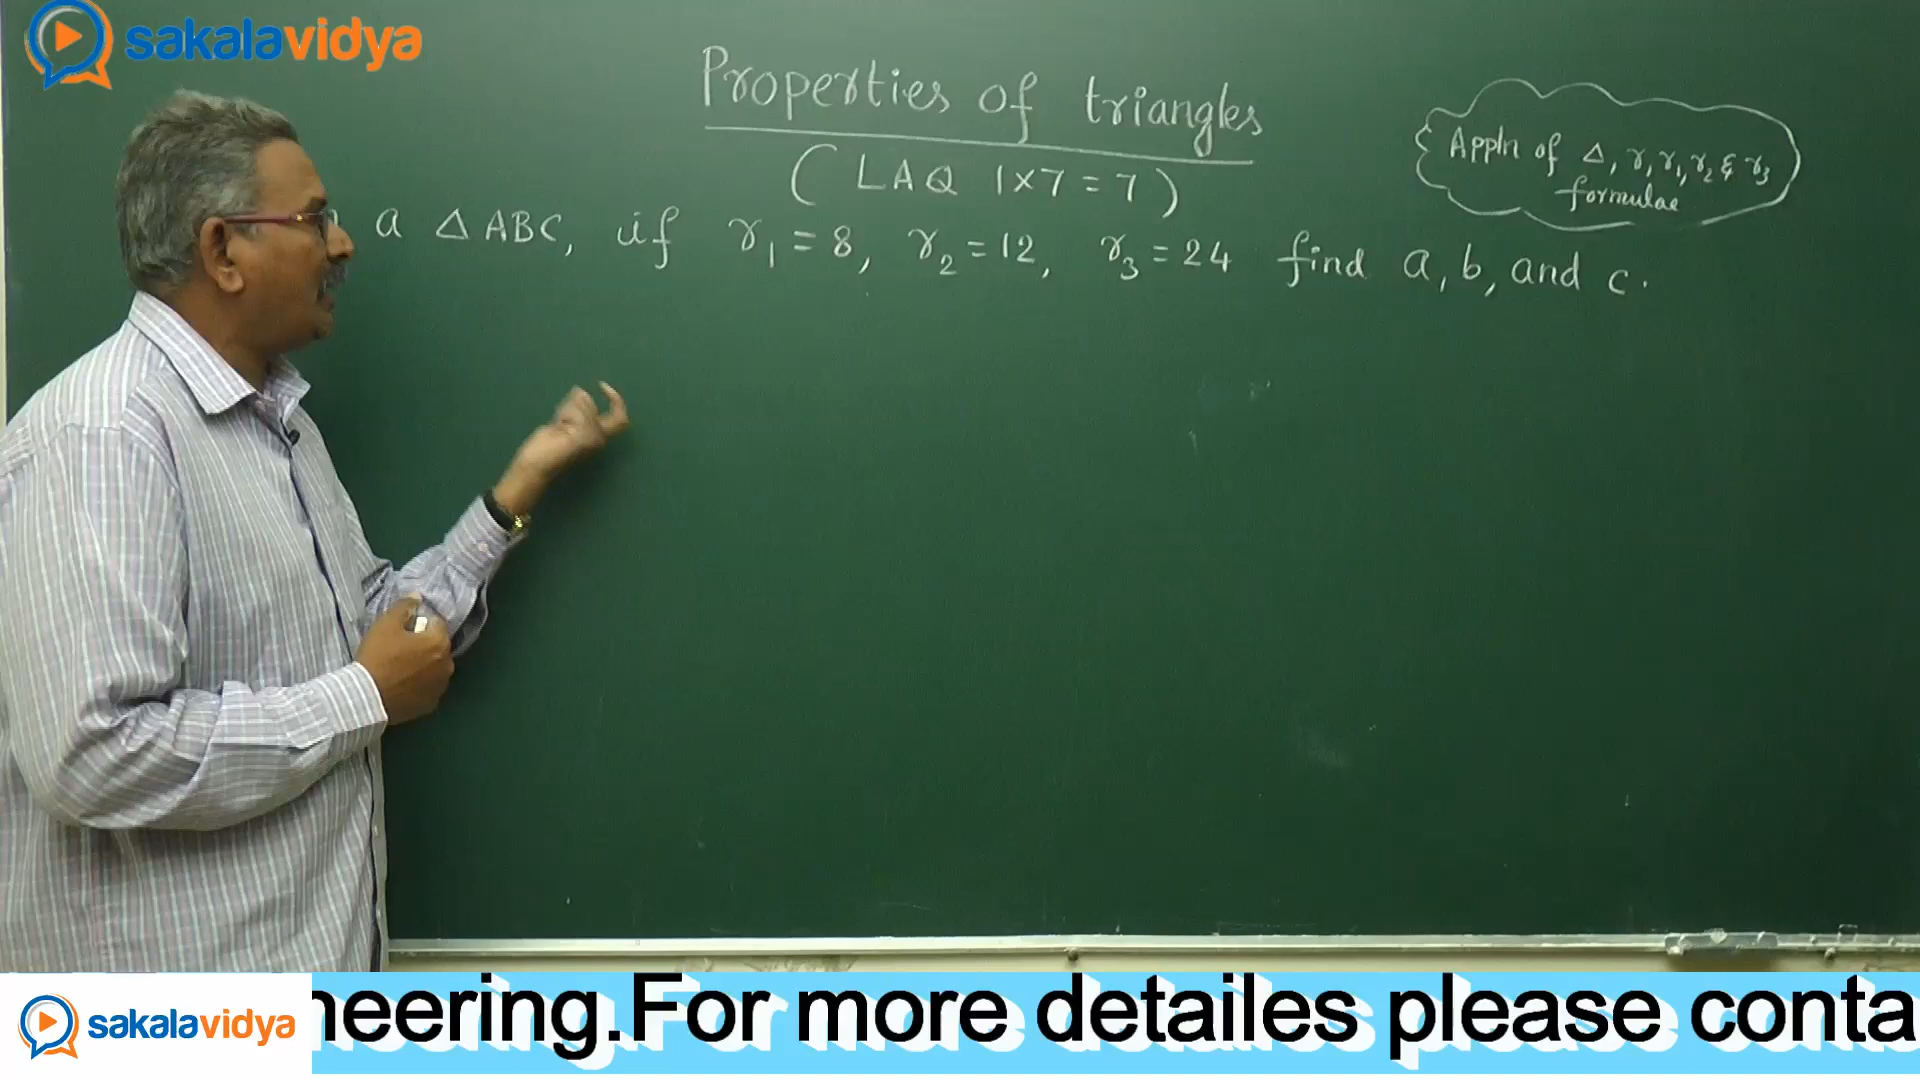 sakalavidya
Properties of triangles
(LAQ 1×7=7)
Appln of Δ, r, r₁, r₂ & r₃
formulae
a △ABC, if r₁=8, r₂=12, r₃=24 find a, b, and c.
sakalavidya
neering.For more detailes please conta